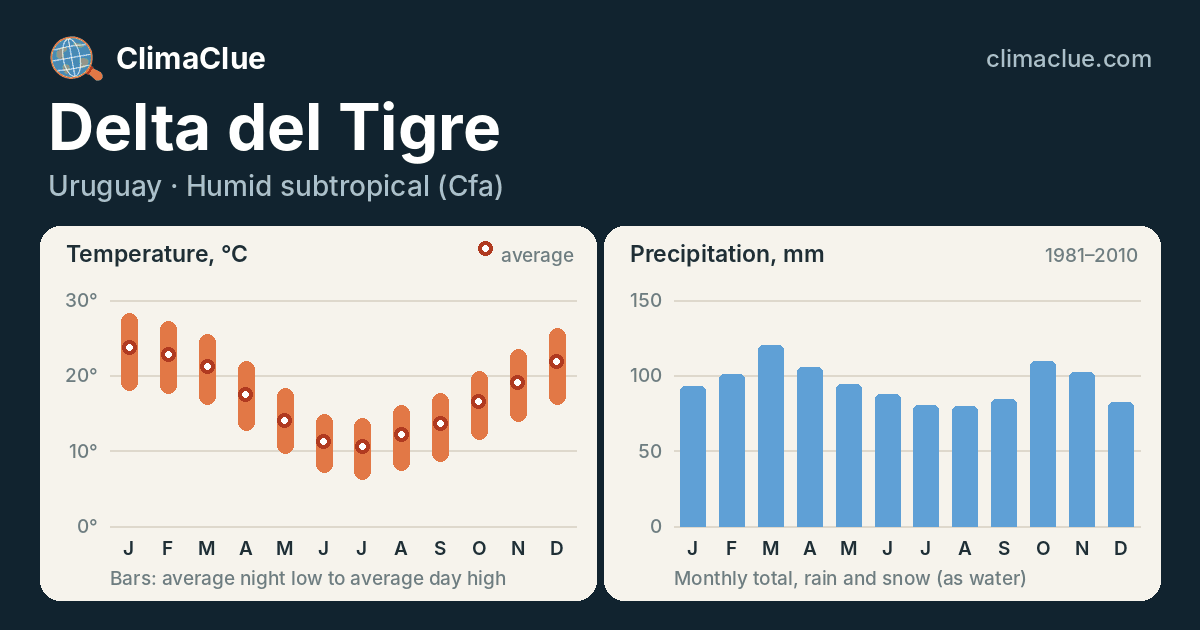 ClimaClue
climaclue.com
Delta del Tigre
Uruguay · Humid subtropical (Cfa)
Temperature, °C
average
30°
20°
10°
0°
J F M A M J J A S O N D
Bars: average night low to average day high
Precipitation, mm
1981–2010
150
100
50
0
J F M A M J J A S O N D
Monthly total, rain and snow (as water)